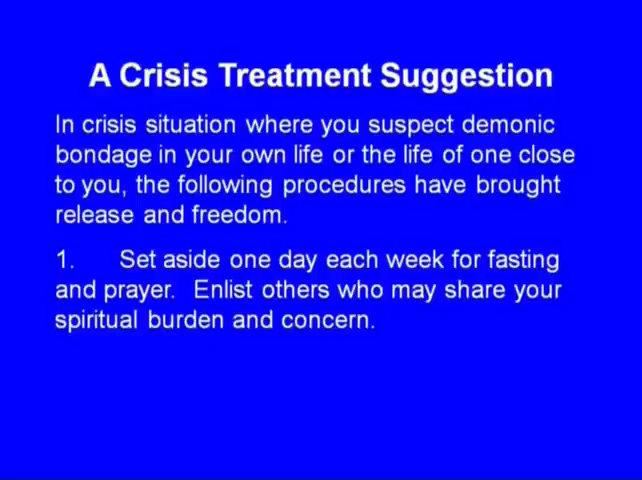 A Crisis Treatment Suggestion
In crisis situation where you suspect demonic
bondage in your own life or the life of one close
to you, the following procedures have brought
release and freedom.
1. Set aside one day each week for fasting
and prayer. Enlist others who may share your
spiritual burden and concern.